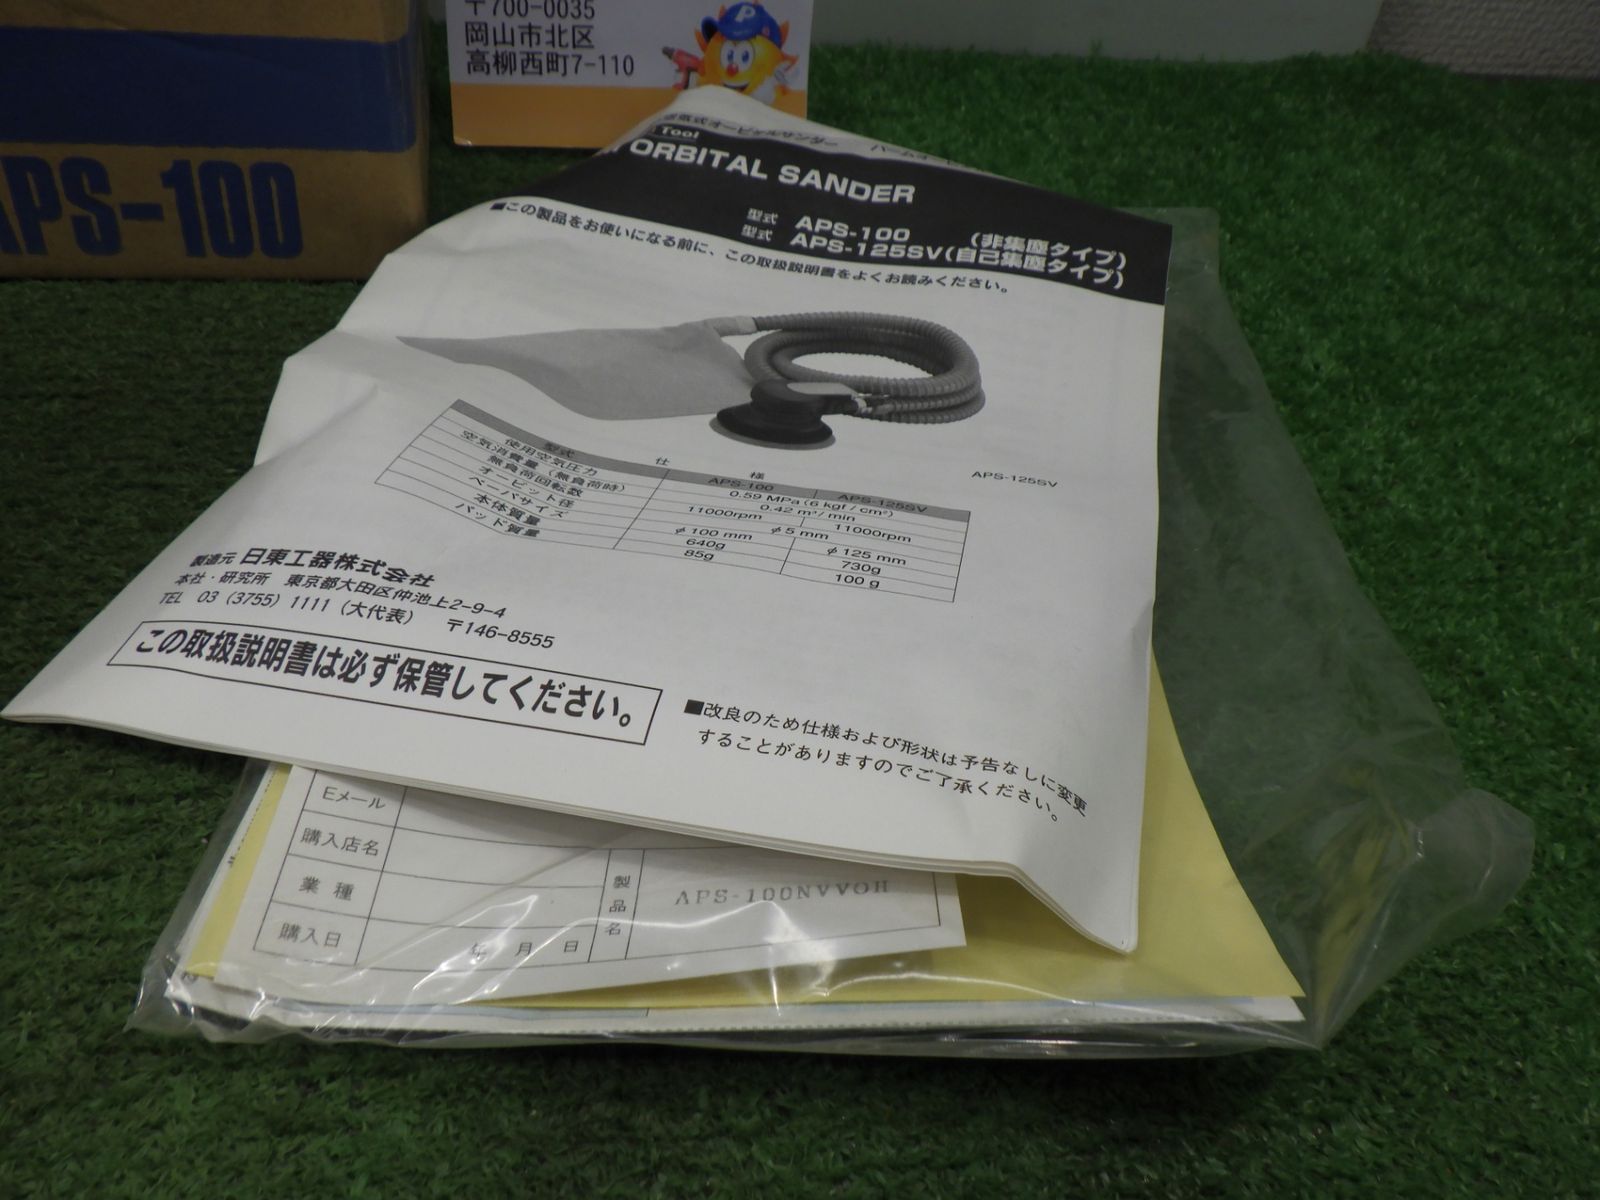 〒700-0035
岡山市北区
高柳西町7-110
APS-100
Tool
ORBITAL SANDER
型式 APS-100 (非集塵タイプ)
型式 APS-125SV(自己集塵タイプ)
■この製品をお使いになる前に、この取扱説明書をよくお読みください。
APS-125SV
仕 様
型式 APS-100 APS-125SV
使用空気圧力 0.59 MPa (6 kgf / cm²)
空気消費量 (無負荷時) 0.42 m³/ min
無負荷回転数 11000rpm 11000rpm
オービット径 φ5 mm
ペーパサイズ φ100 mm φ125 mm
本体質量 640g 730g
パッド質量 85g 100 g
製造元 日東工器株式会社
本社・研究所 東京都大田区仲池上2-9-4
TEL 03 (3755) 1111 (大代表) 〒146-8555
この取扱説明書は必ず保管してください。
■改良のため仕様および形状は予告なしに変更
することがありますのでご了承ください。
Eメール
購入店名
業種
購入日 年 月 日
製品名 APS-100NVVOH